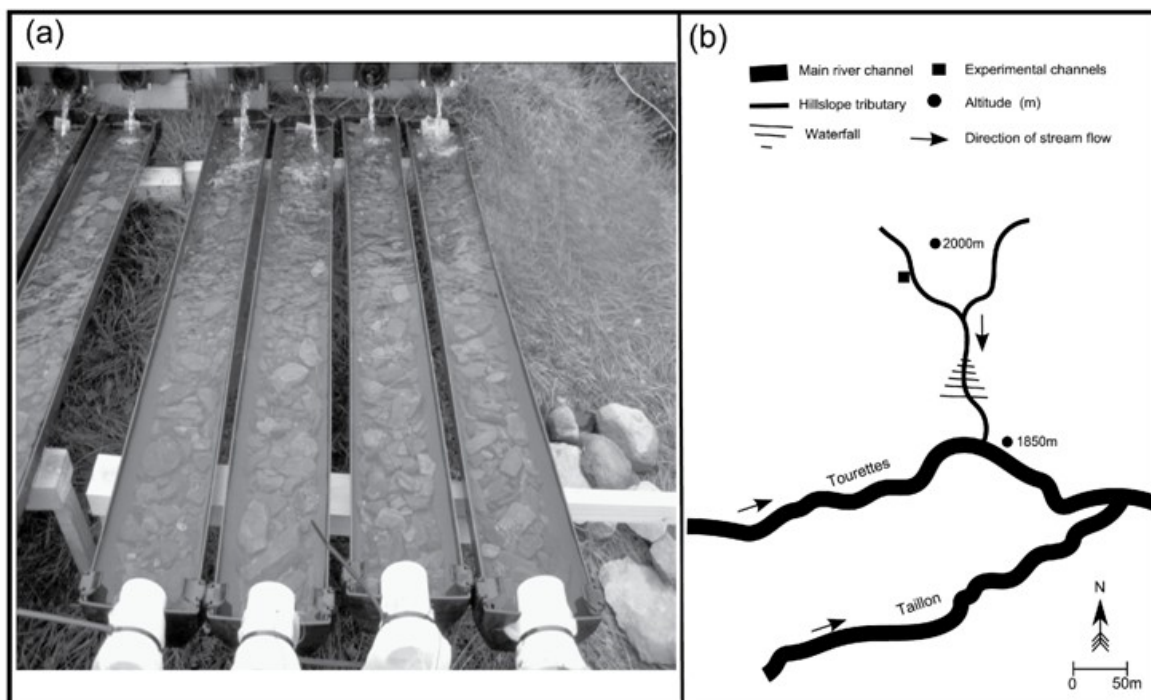 (a)
(b)
Main river channel
Experimental channels
Hillslope tributary
Altitude (m)
Waterfall
Direction of stream flow
2000m
1850m
Tourettes
Taillon
N
0 50m